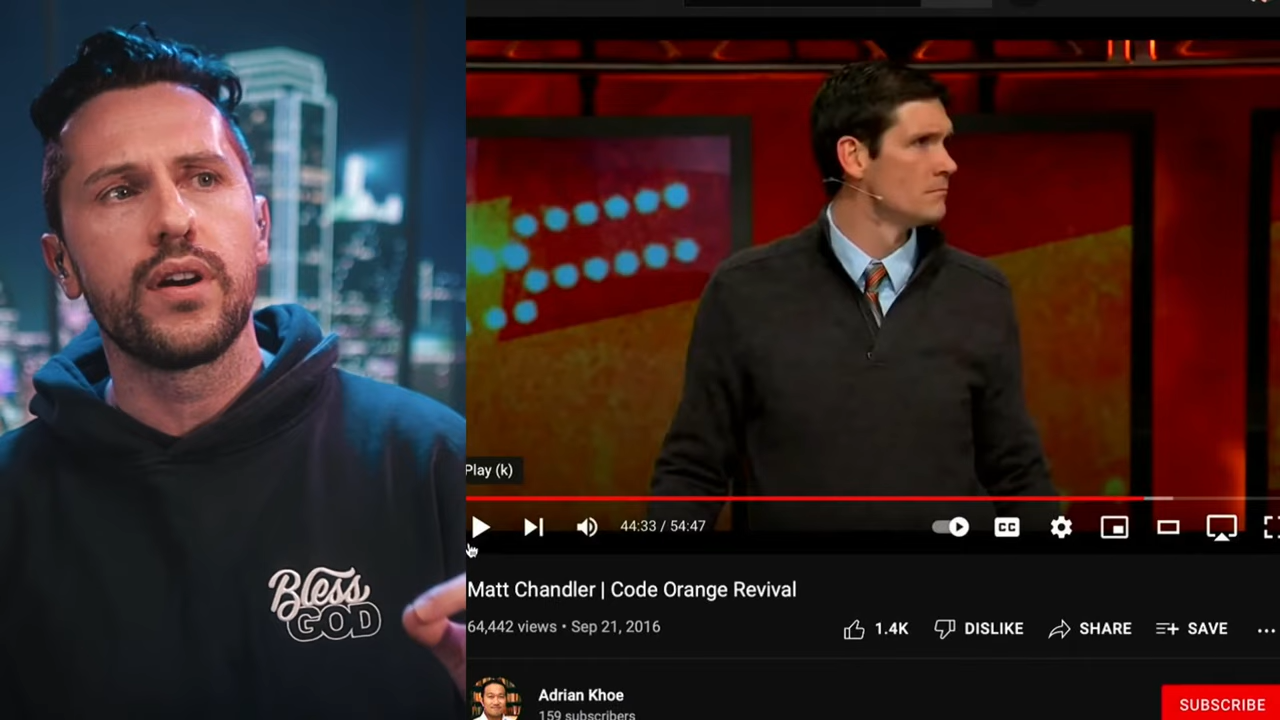 Bless
GOD
Play (k)
44:33 / 54:47
CC
Matt Chandler | Code Orange Revival
64,442 views • Sep 21, 2016
1.4K
DISLIKE
SHARE
SAVE
Adrian Khoe
159 subscribers
SUBSCRIBE